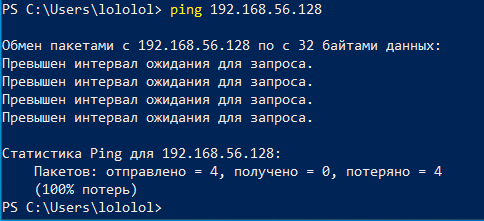 PS C:\Users\lololol> ping 192.168.56.128
Обмен пакетами с 192.168.56.128 по с 32 байтами данных:
Превышен интервал ожидания для запроса.
Превышен интервал ожидания для запроса.
Превышен интервал ожидания для запроса.
Превышен интервал ожидания для запроса.
Статистика Ping для 192.168.56.128:
    Пакетов: отправлено = 4, получено = 0, потеряно = 4
    (100% потерь)
PS C:\Users\lololol>